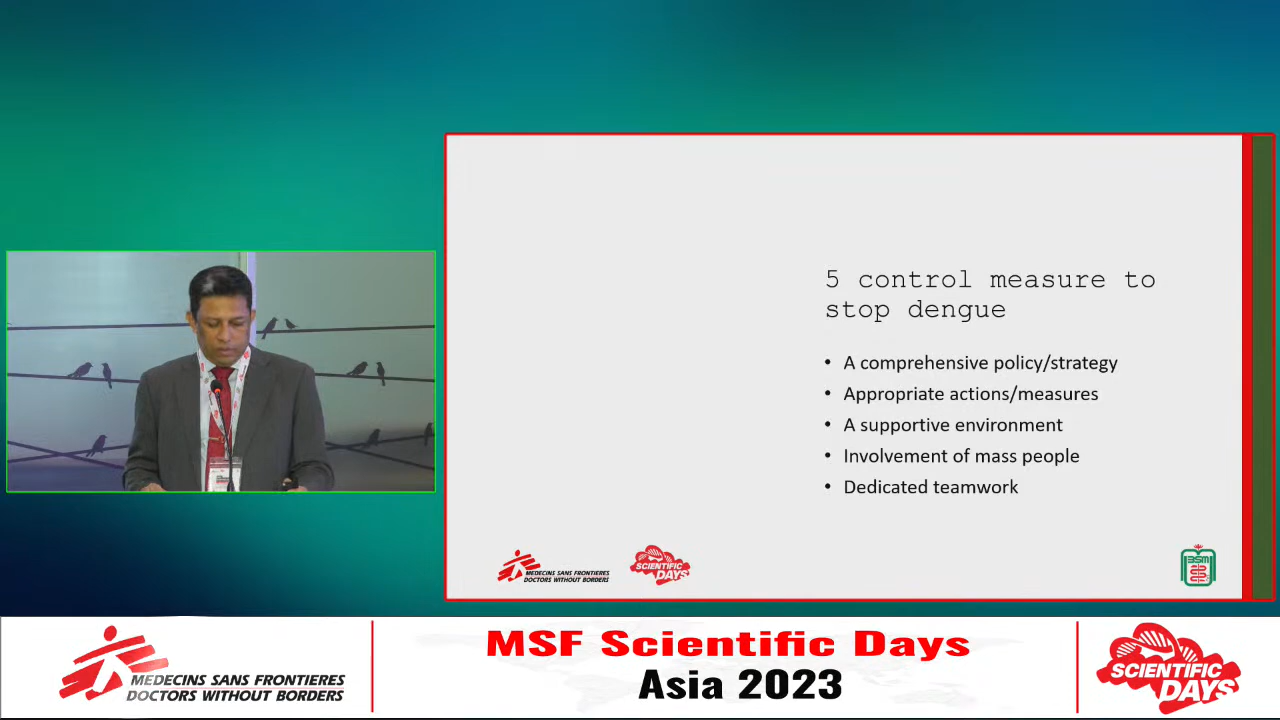 5 control measure to
stop dengue
• A comprehensive policy/strategy
• Appropriate actions/measures
• A supportive environment
• Involvement of mass people
• Dedicated teamwork
MEDECINS SANS FRONTIERES
DOCTORS WITHOUT BORDERS
SCIENTIFIC
DAYS
MEDECINS SANS FRONTIERES
DOCTORS WITHOUT BORDERS
MSF Scientific Days
Asia 2023
SCIENTIFIC
DAYS